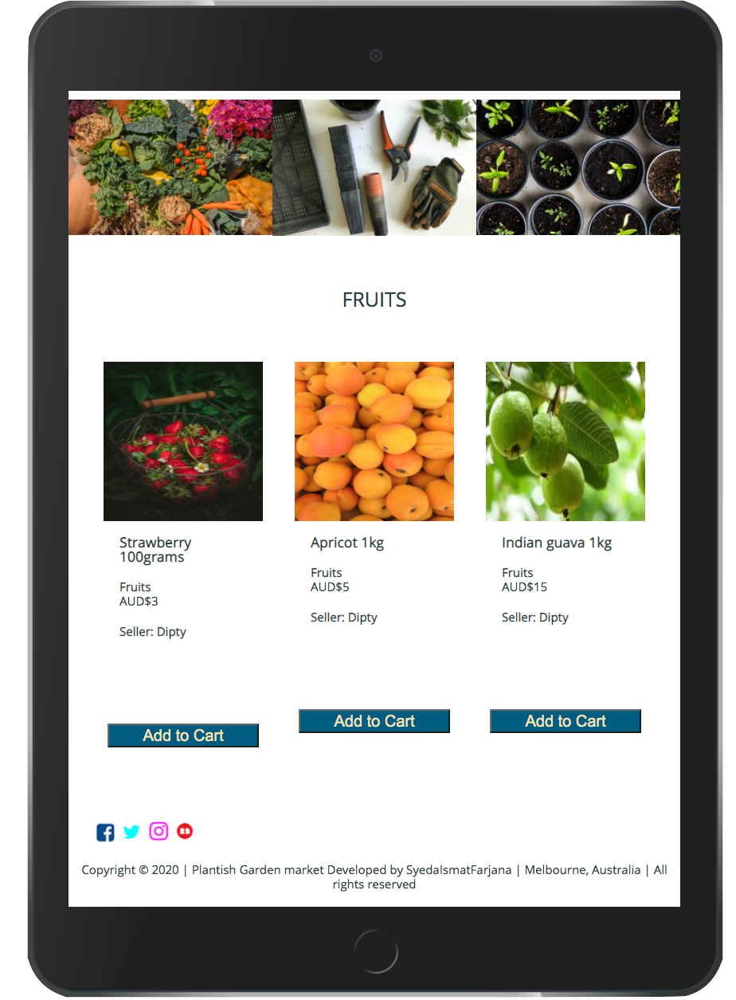 FRUITS
Strawberry
100grams
Fruits
AUD$3
Seller: Dipty
Add to Cart
Apricot 1kg
Fruits
AUD$5
Seller: Dipty
Add to Cart
Indian guava 1kg
Fruits
AUD$15
Seller: Dipty
Add to Cart
Copyright © 2020 | Plantish Garden market Developed by SyedaIsmatFarjana | Melbourne, Australia | All
rights reserved